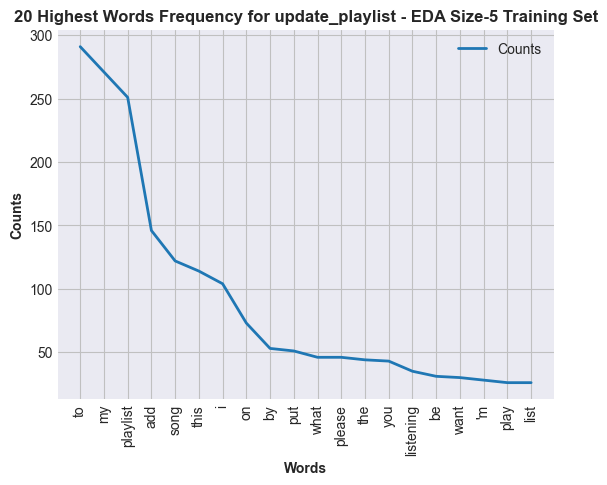 20 Highest Words Frequency for update_playlist - EDA Size-5 Training Set
Counts
300
250
200
150
100
50
Counts
to
my
playlist
add
song
this
i
on
by
put
what
please
the
you
listening
be
want
'm
play
list
Words